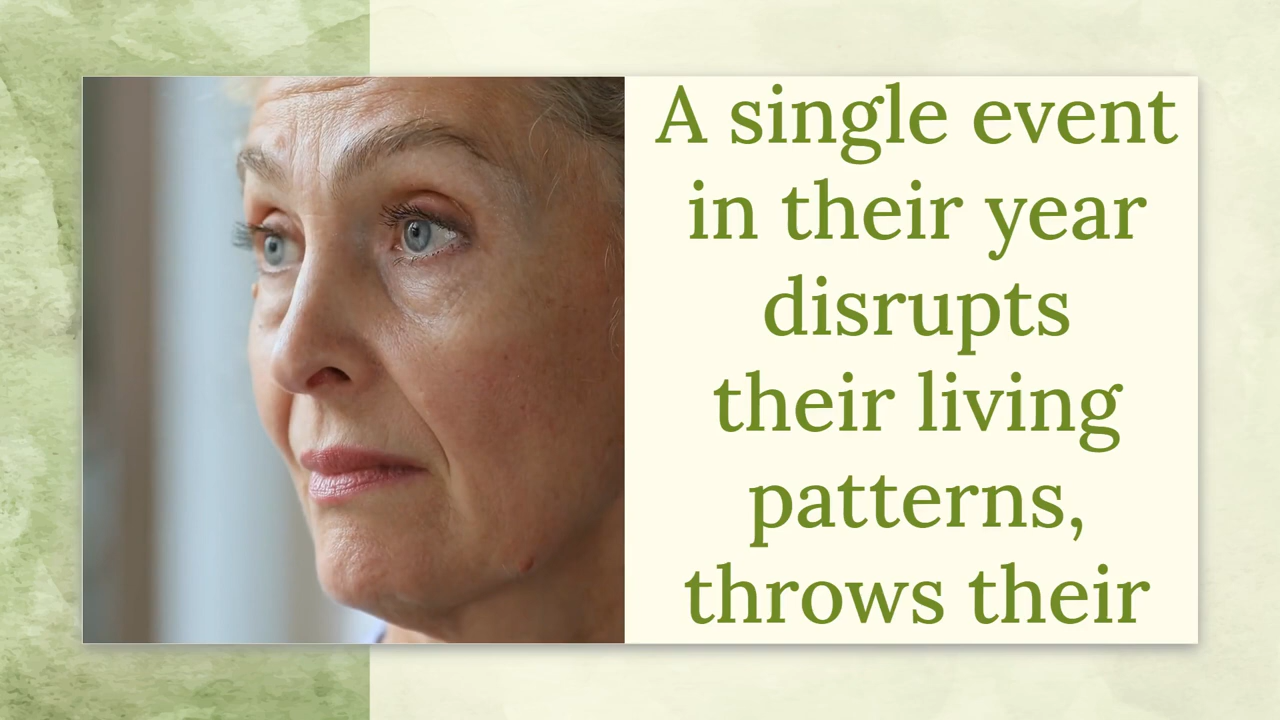 A single event
in their year
disrupts
their living
patterns,
throws their